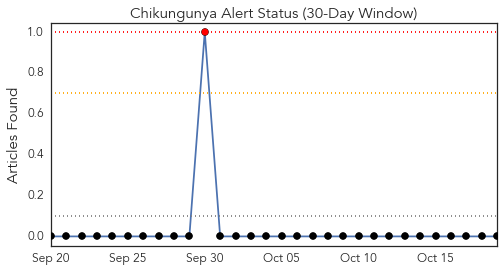 Chikungunya Alert Status (30-Day Window)
Articles Found
1.0
0.8
0.6
0.4
0.2
0.0
Sep 20 Sep 25 Sep 30 Oct 05 Oct 10 Oct 15